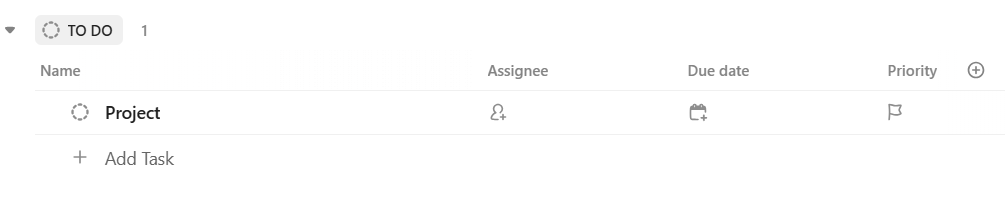 TO DO 1
Name Assignee Due date Priority
Project
Add Task